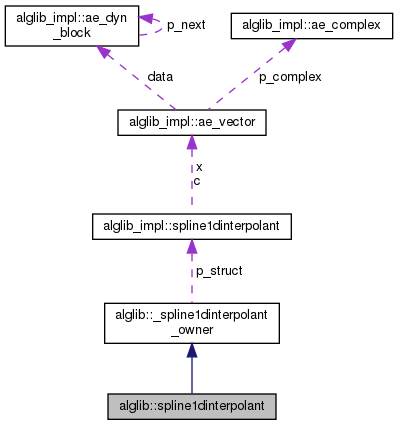 alglib_impl::ae_dyn
_block
p_next
alglib_impl::ae_complex
data
p_complex
alglib_impl::ae_vector
x
c
alglib_impl::spline1dinterpolant
p_struct
alglib::_spline1dinterpolant
_owner
alglib::spline1dinterpolant